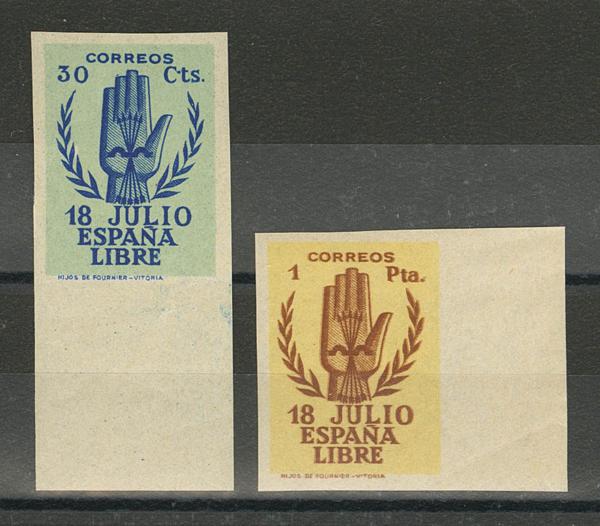 CORREOS
30 Cts.
18 JULIO
ESPAÑA
LIBRE
HIJOS DE FOURNIER-VITORIA
CORREOS
1 Pta.
18 JULIO
ESPAÑA
LIBRE
HIJOS DE FOURNIER-VITORIA